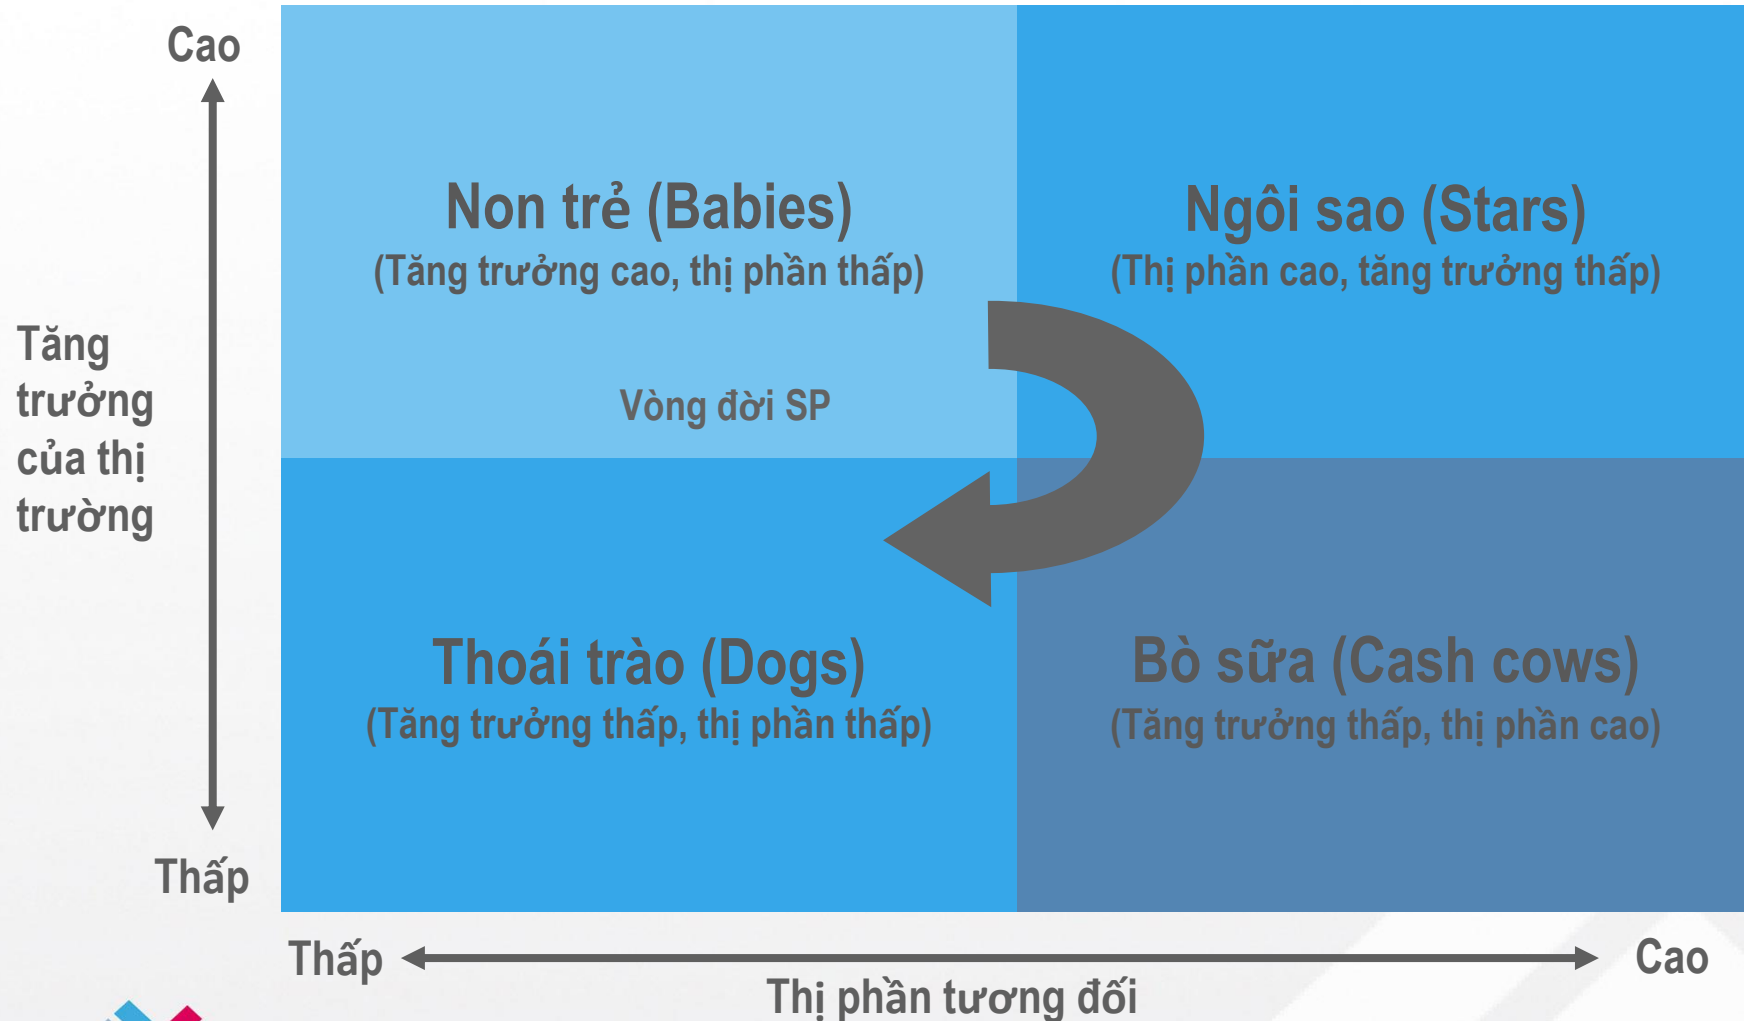 Cao
Non trẻ (Babies)
(Tăng trưởng cao, thị phần thấp)
Ngôi sao (Stars)
(Thị phần cao, tăng trưởng thấp)
Tăng
trưởng
của thị
trường
Vòng đời SP
Thoái trào (Dogs)
(Tăng trưởng thấp, thị phần thấp)
Bò sữa (Cash cows)
(Tăng trưởng thấp, thị phần cao)
Thấp
Thấp
Cao
Thị phần tương đối